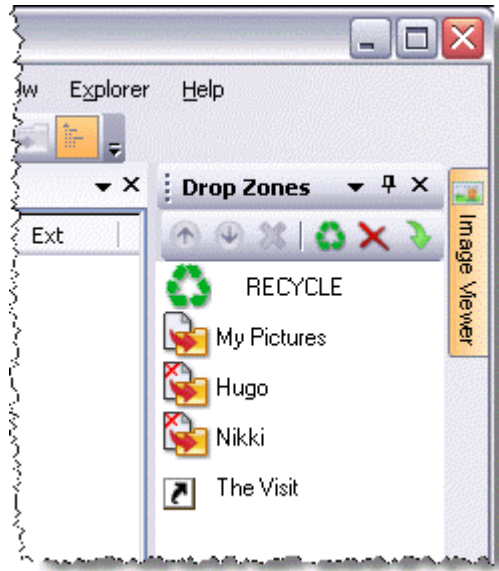 Explorer Help
Drop Zones
Ext
RECYCLE
My Pictures
Hugo
Nikki
The Visit
Image Viewer